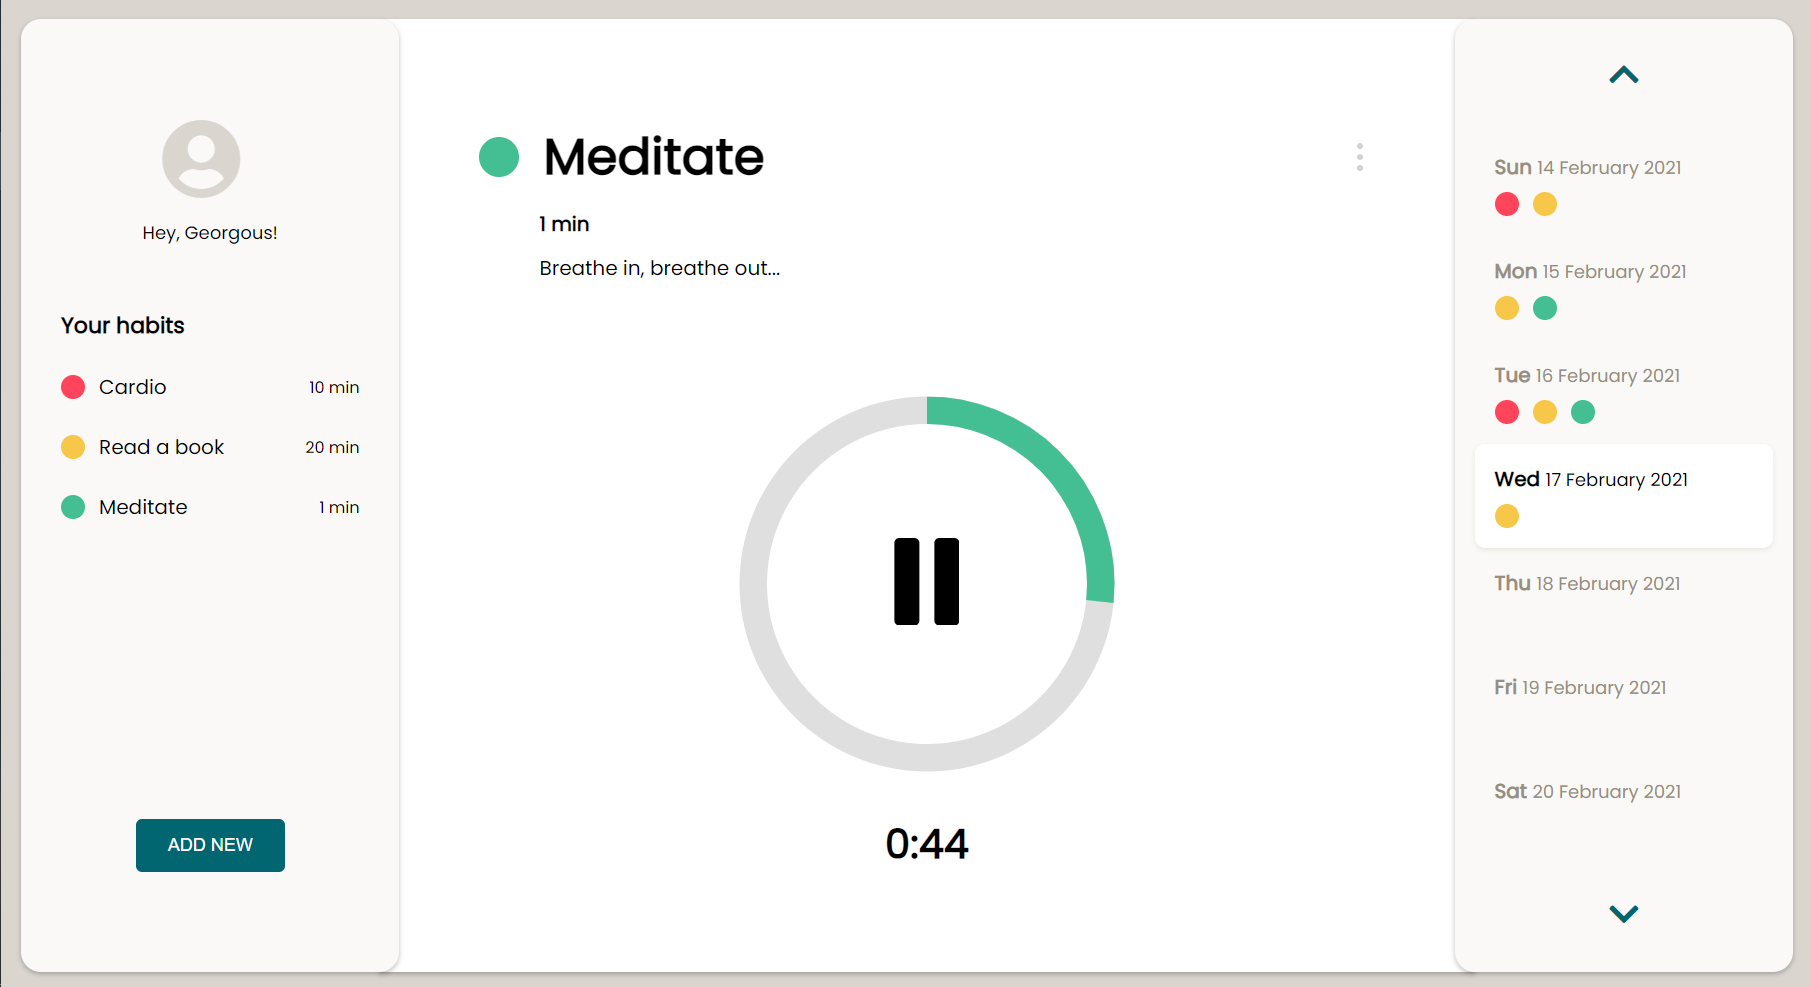 Hey, Georgous!
Your habits
Cardio 10 min
Read a book 20 min
Meditate 1 min
ADD NEW
Meditate
1 min
Breathe in, breathe out...
0:44
Sun 14 February 2021
Mon 15 February 2021
Tue 16 February 2021
Wed 17 February 2021
Thu 18 February 2021
Fri 19 February 2021
Sat 20 February 2021